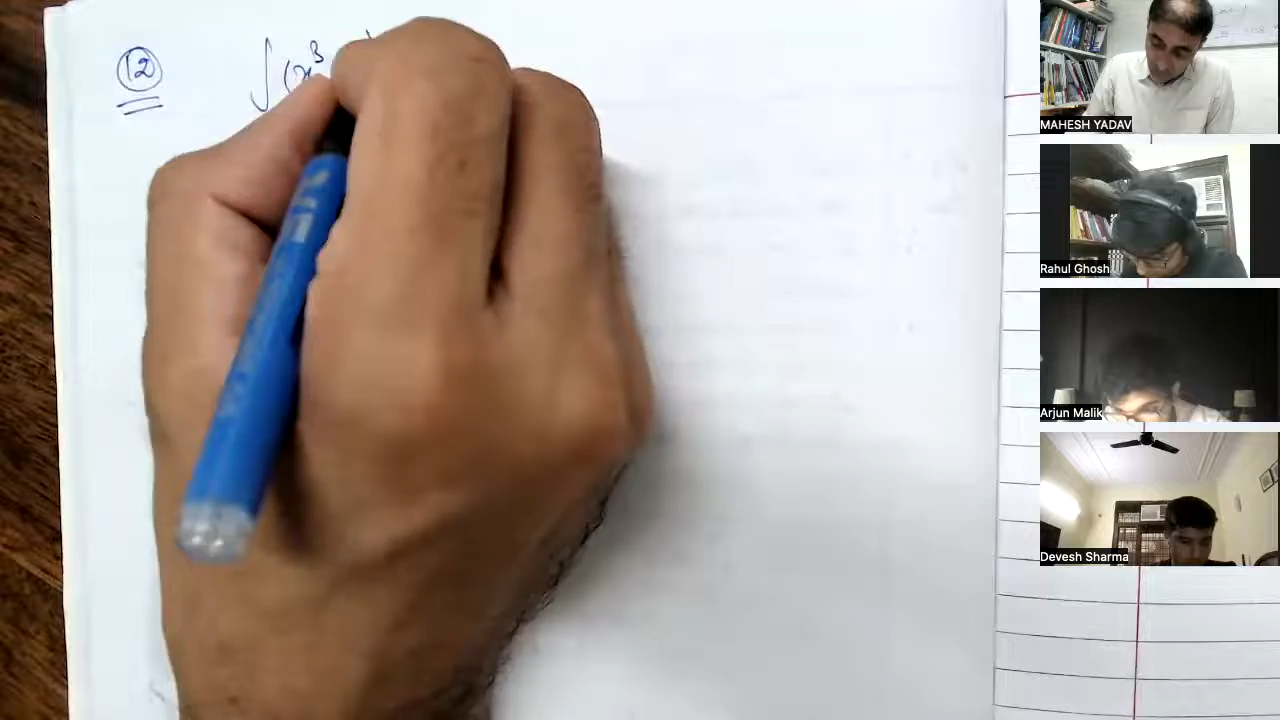 12 ∫(x³
MAHESH YADAV
Rahul Ghosh
Arjun Malik
Devesh Sharma